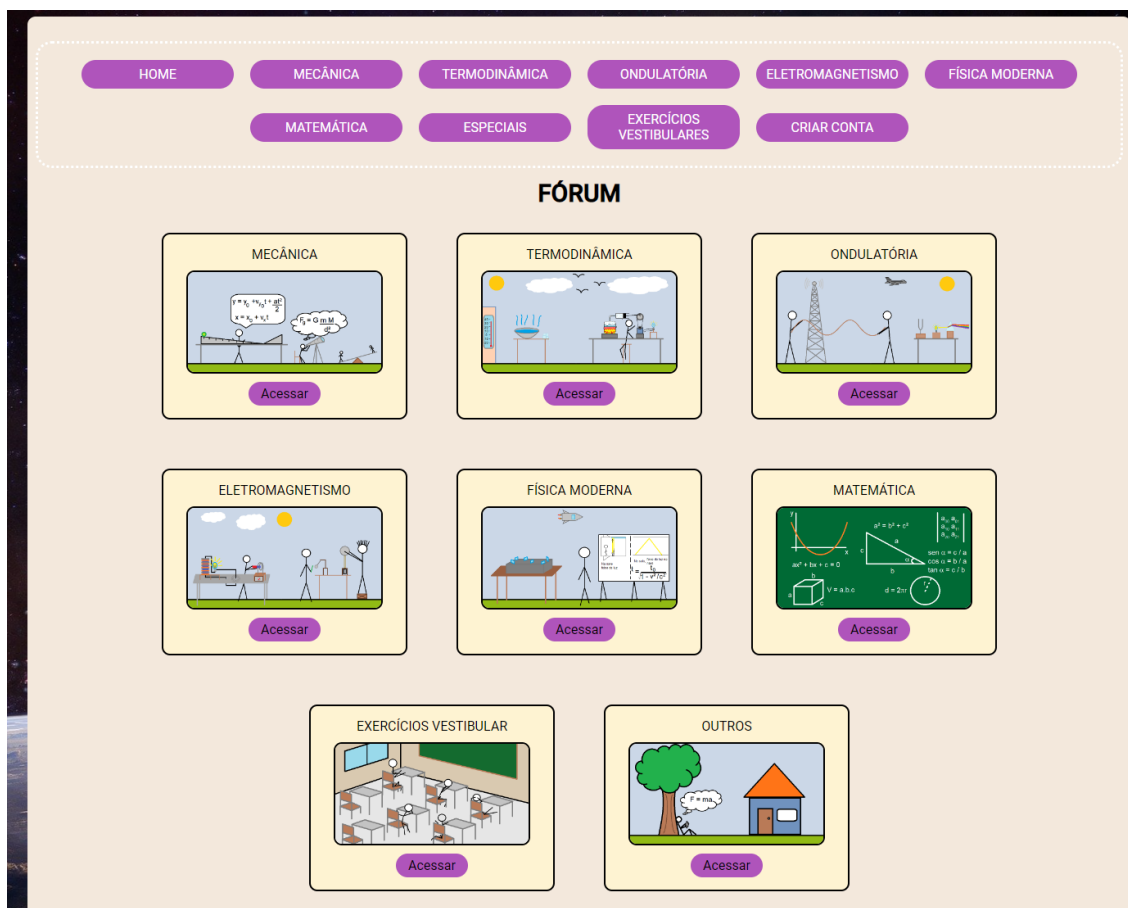 HOME
MECÂNICA
TERMODINÂMICA
ONDULATÓRIA
ELETROMAGNETISMO
FÍSICA MODERNA
MATEMÁTICA
ESPECIAIS
EXERCÍCIOS
VESTIBULARES
CRIAR CONTA
FÓRUM
MECÂNICA
F = G m M
d²
Acessar
TERMODINÂMICA
Acessar
ONDULATÓRIA
Acessar
ELETROMAGNETISMO
Acessar
FÍSICA MODERNA
Acessar
MATEMÁTICA
y
x
ax² + bx + c = 0
a² = b² + c²
a
c
α
b
sen α = c / a
cos α = b / a
tan α = c / b
a
b
c
V = a.b.c
d = 2πr
r
Acessar
EXERCÍCIOS VESTIBULAR
Acessar
OUTROS
F = ma
Acessar